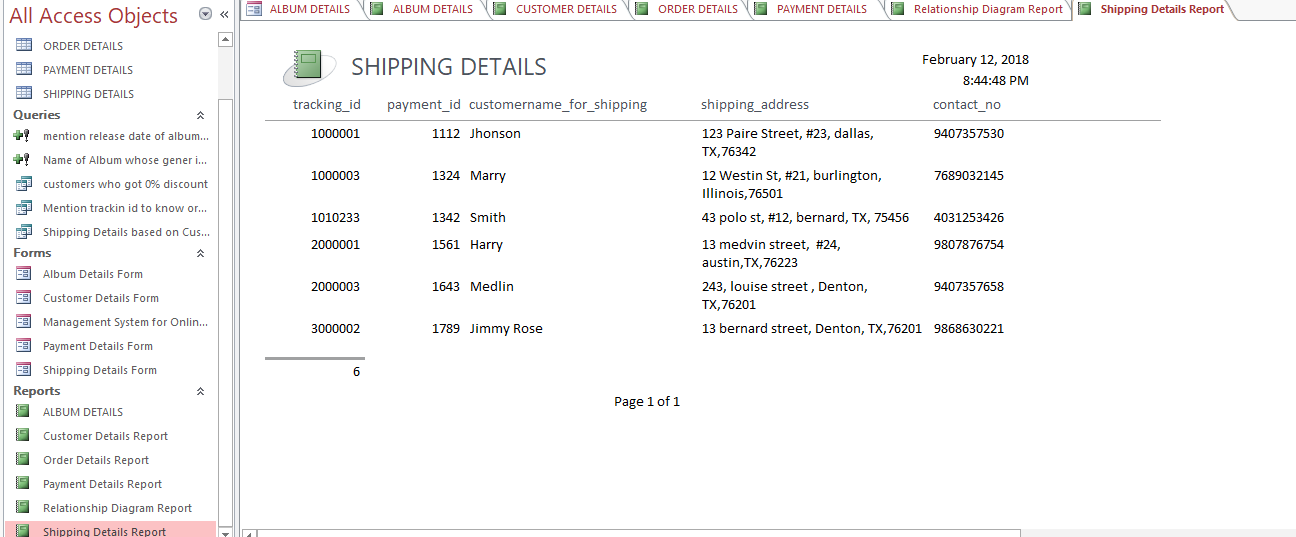 All Access Objects
«
ORDER DETAILS
PAYMENT DETAILS
SHIPPING DETAILS
Queries
mention release date of album...
Name of Album whose gener i...
customers who got 0% discount
Mention trackin id to know or...
Shipping Details based on Cus...
Forms
Album Details Form
Customer Details Form
Management System for Onlin...
Payment Details Form
Shipping Details Form
Reports
ALBUM DETAILS
Customer Details Report
Order Details Report
Payment Details Report
Relationship Diagram Report
Shipping Details Report
ALBUM DETAILS ALBUM DETAILS CUSTOMER DETAILS ORDER DETAILS PAYMENT DETAILS Relationship Diagram Report Shipping Details Report
SHIPPING DETAILS
February 12, 2018
8:44:48 PM
tracking_id payment_id customername_for_shipping shipping_address contact_no
1000001 1112 Jhonson 123 Paire Street, #23, dallas, 9407357530
TX,76342
1000003 1324 Marry 12 Westin St, #21, burlington, 7689032145
Illinois,76501
1010233 1342 Smith 43 polo st, #12, bernard, TX, 75456 4031253426
2000001 1561 Harry 13 medvin street, #24, 9807876754
austin,TX,76223
2000003 1643 Medlin 243, louise street , Denton, 9407357658
TX,76201
3000002 1789 Jimmy Rose 13 bernard street, Denton, TX,76201 9868630221
6
Page 1 of 1